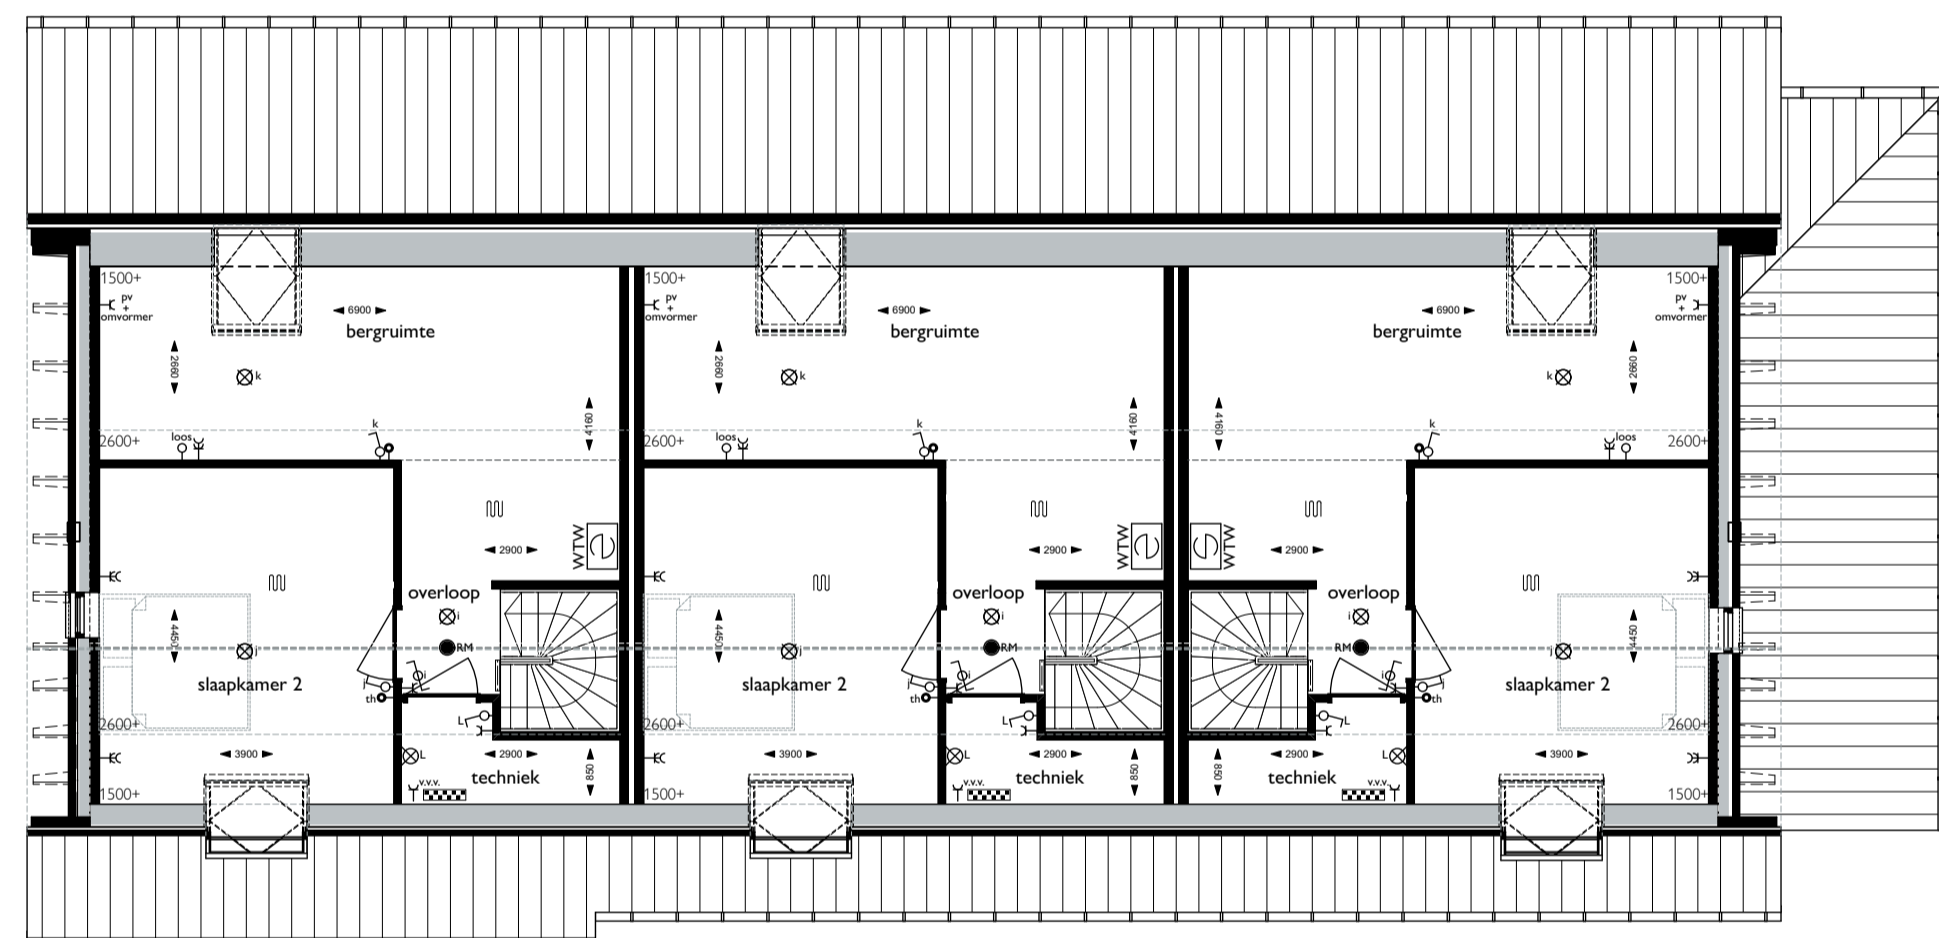 1500+
pv
+
omvormer
6900
bergruimte
2660
k
4160
2600+
loos
k
WTW
e
2900
overloop
i
RM
i
4450
i
slaapkamer 2
i
th
L
2600+
3900
L
2900
techniek
850
v.v.v.
1500+
1500+
pv
+
omvormer
6900
bergruimte
2660
k
4160
2600+
loos
k
WTW
e
2900
overloop
i
RM
i
4450
i
slaapkamer 2
i
th
L
2600+
3900
L
2900
techniek
850
v.v.v.
1500+
1500+
pv
+
omvormer
6900
bergruimte
2660
k
4160
2600+
loos
k
WTW
e
2900
overloop
i
RM
i
4450
i
slaapkamer 2
th
L
2600+
3900
L
2900
techniek
850
v.v.v.
1500+